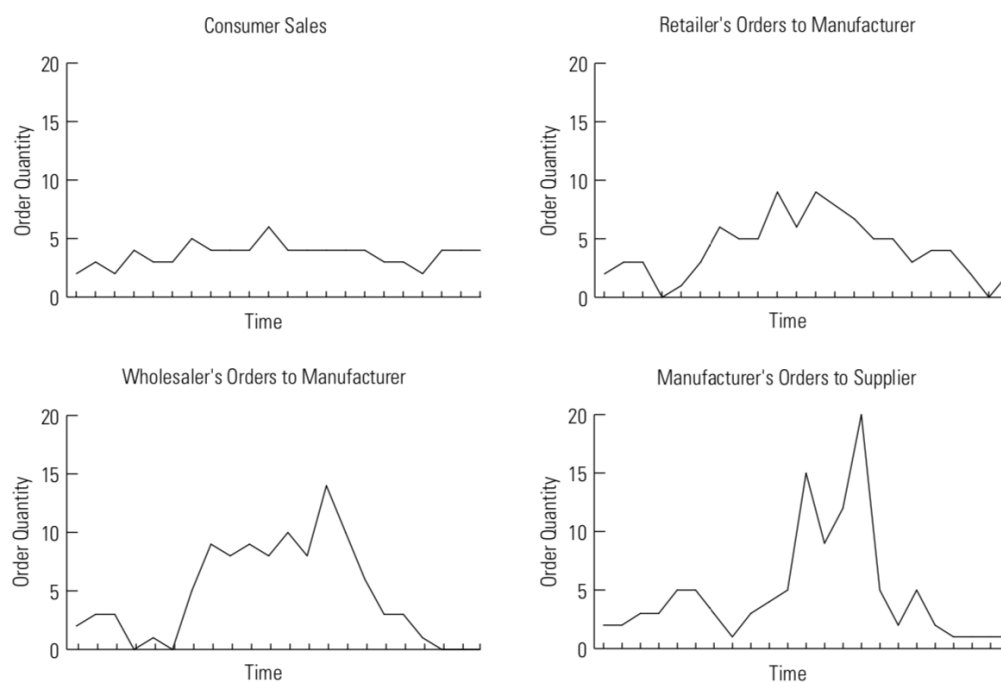 Consumer Sales
20
15
10
5
0
Order Quantity
Time
Retailer's Orders to Manufacturer
20
15
10
5
0
Order Quantity
Time
Wholesaler's Orders to Manufacturer
20
15
10
5
0
Order Quantity
Time
Manufacturer's Orders to Supplier
20
15
10
5
0
Order Quantity
Time